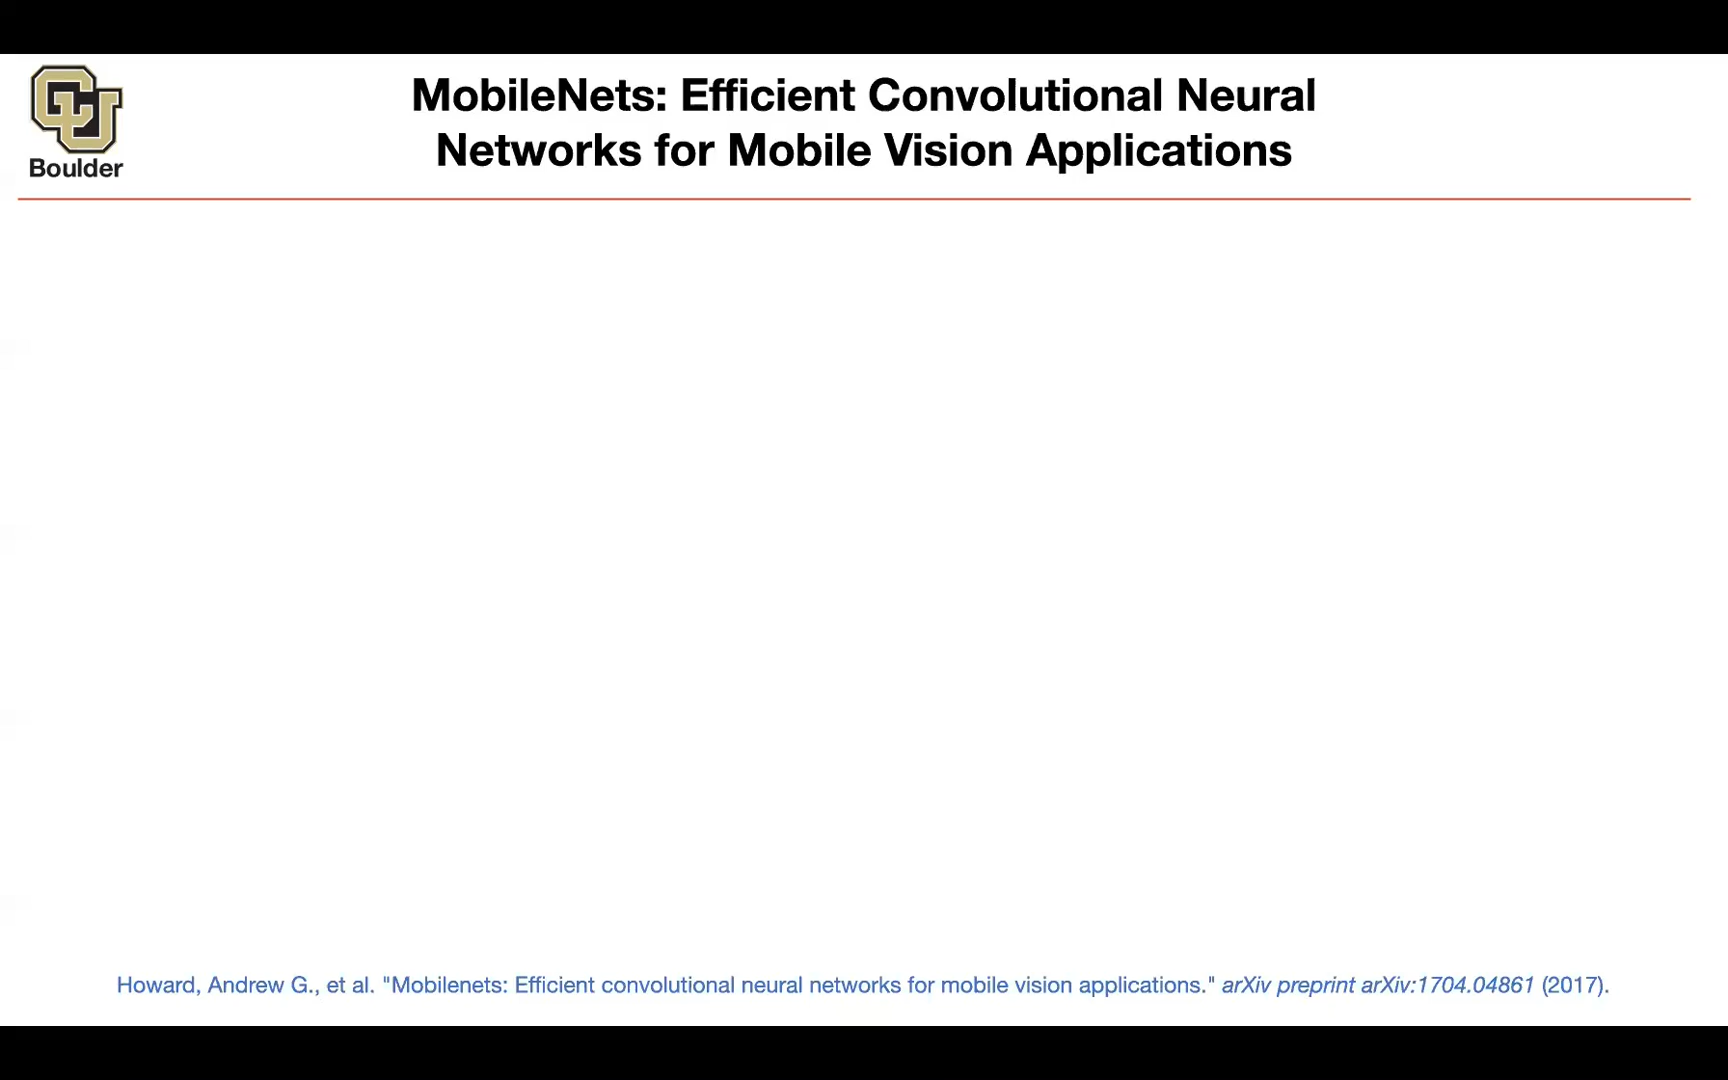 MobileNets: Efficient Convolutional Neural
Networks for Mobile Vision Applications
CU
Boulder
Howard, Andrew G., et al. "Mobilenets: Efficient convolutional neural networks for mobile vision applications." arXiv preprint arXiv:1704.04861 (2017).